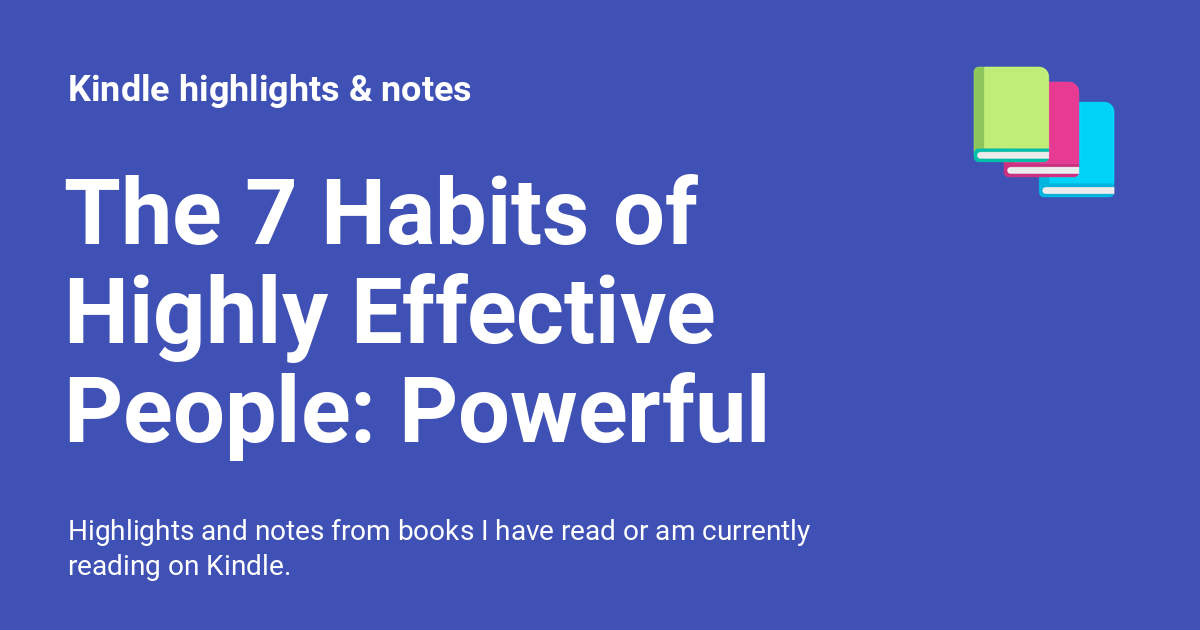 Kindle highlights & notes
The 7 Habits of
Highly Effective
People: Powerful
Highlights and notes from books I have read or am currently
reading on Kindle.